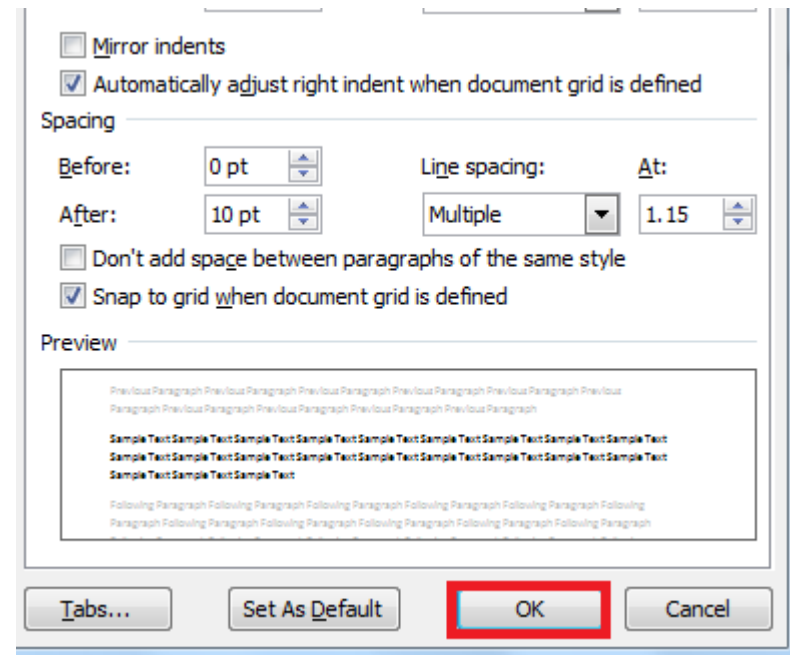 Mirror indents
Automatically adjust right indent when document grid is defined
Spacing
Before: 0 pt Line spacing: At:
After: 10 pt Multiple 1.15
Don't add space between paragraphs of the same style
Snap to grid when document grid is defined
Preview
Previous Paragraph Previous Paragraph Previous Paragraph Previous Paragraph Previous Paragraph Previous
Paragraph Previous Paragraph Previous Paragraph Previous Paragraph Previous Paragraph
Sample Text Sample Text Sample Text Sample Text Sample Text Sample Text Sample Text Sample Text Sample Text
Sample Text Sample Text Sample Text Sample Text Sample Text Sample Text Sample Text Sample Text Sample Text
Sample Text Sample Text Sample Text
Following Paragraph Following Paragraph Following Paragraph Following Paragraph Following Paragraph Following
Paragraph Following Paragraph Following Paragraph Following Paragraph Following Paragraph Following Paragraph
Tabs... Set As Default OK Cancel